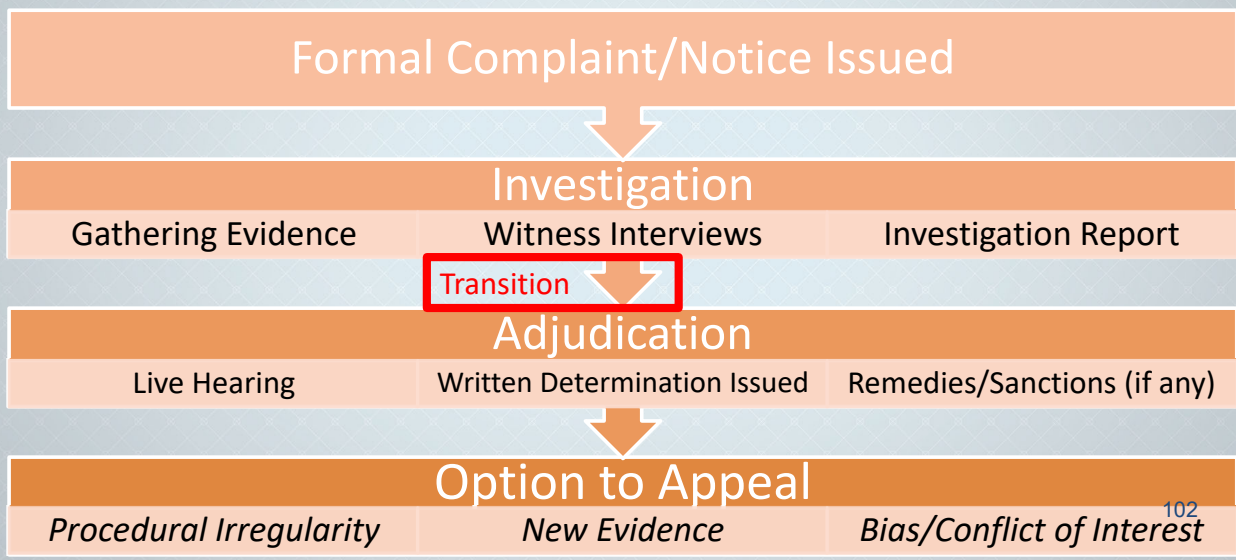 Formal Complaint/Notice Issued
Investigation
Gathering Evidence Witness Interviews Investigation Report
Transition
Adjudication
Live Hearing Written Determination Issued Remedies/Sanctions (if any)
Option to Appeal
Procedural Irregularity New Evidence Bias/Conflict of Interest
102